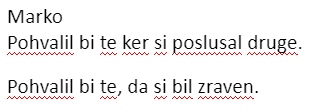 Marko
Pohvalil bi te ker si poslusal druge.
Pohvalil bi te, da si bil zraven.